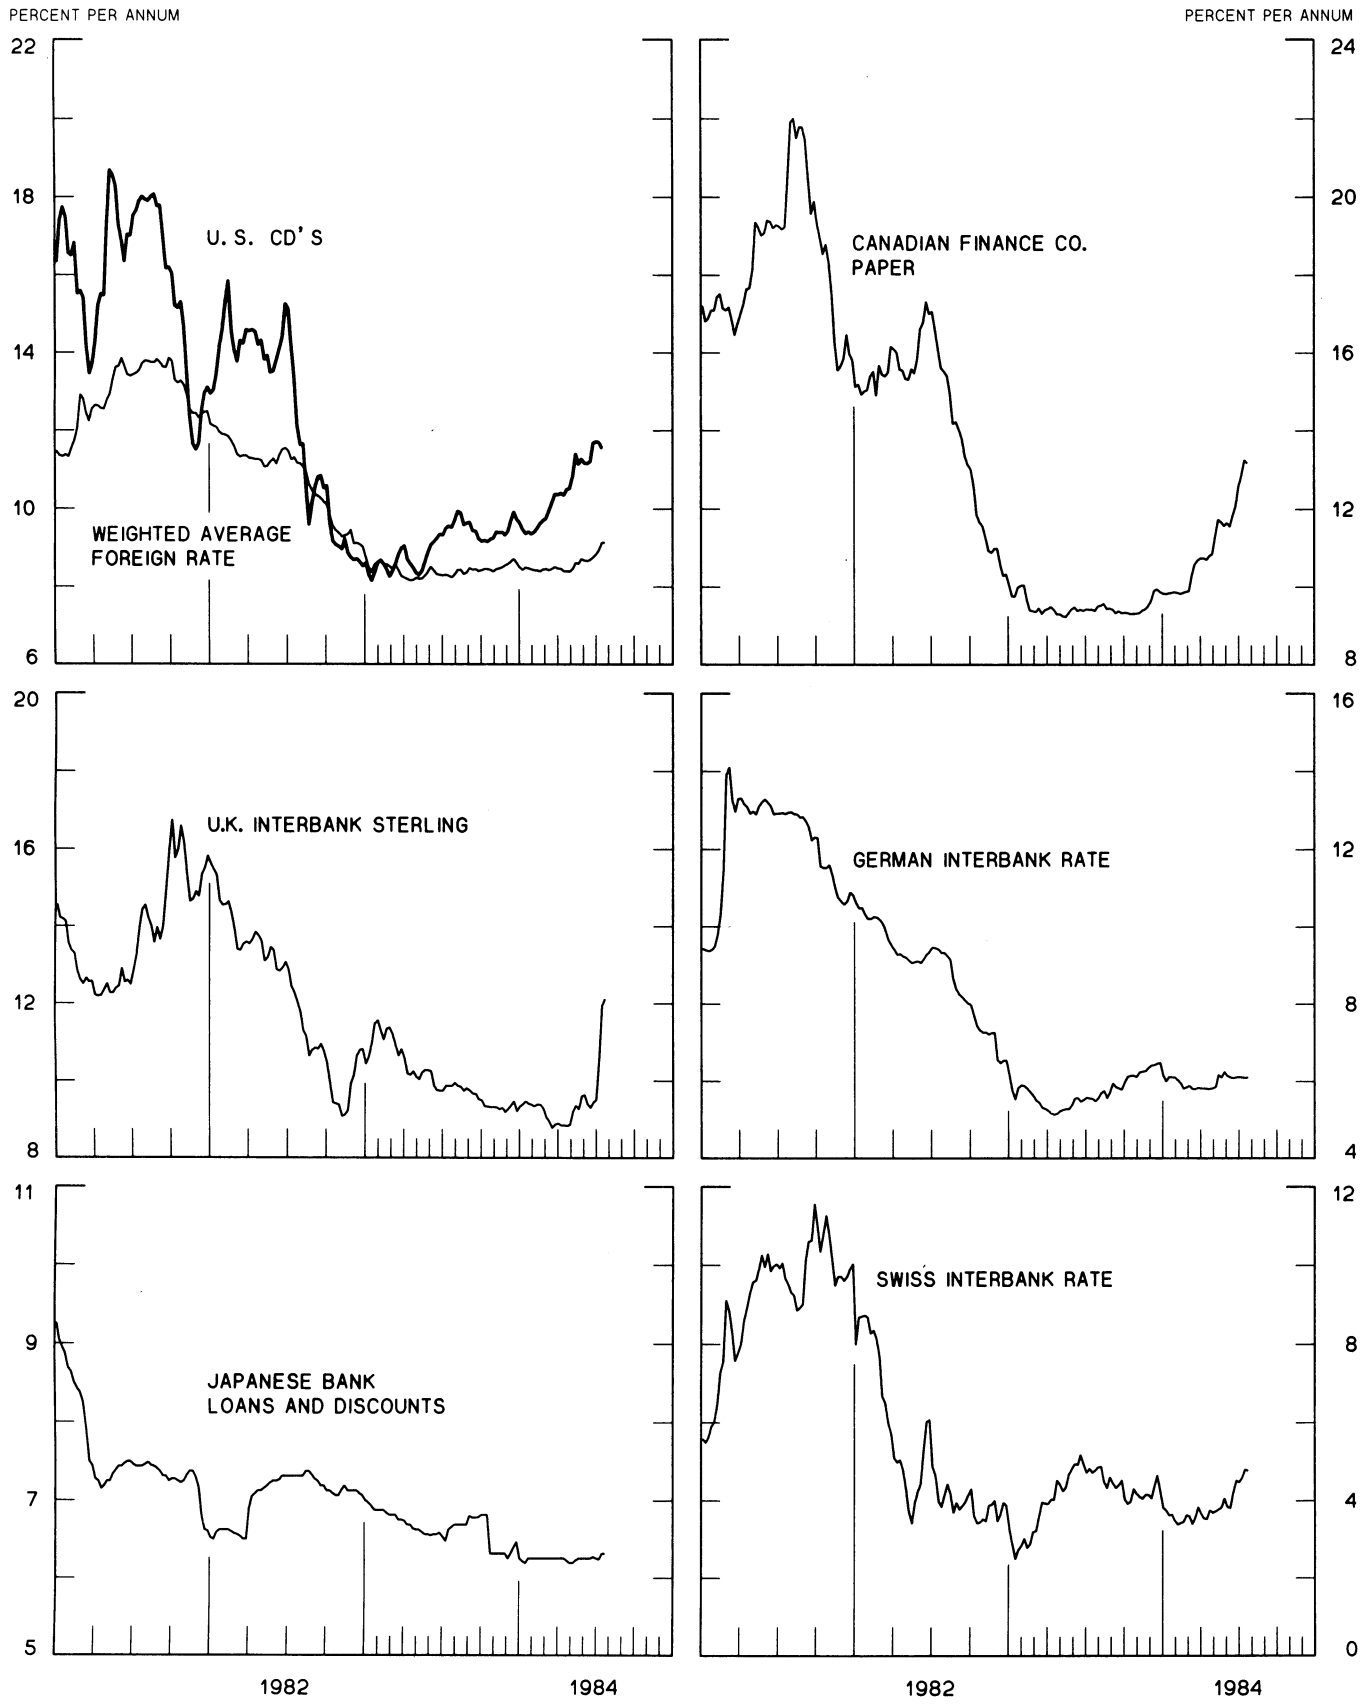 PERCENT PER ANNUM
PERCENT PER ANNUM
22
18
14
10
6
U.S. CD'S
WEIGHTED AVERAGE
FOREIGN RATE
24
20
16
12
8
CANADIAN FINANCE CO.
PAPER
20
16
12
8
U.K. INTERBANK STERLING
16
12
8
4
GERMAN INTERBANK RATE
11
9
7
5
JAPANESE BANK
LOANS AND DISCOUNTS
12
8
4
0
SWISS INTERBANK RATE
1982
1984
1982
1984